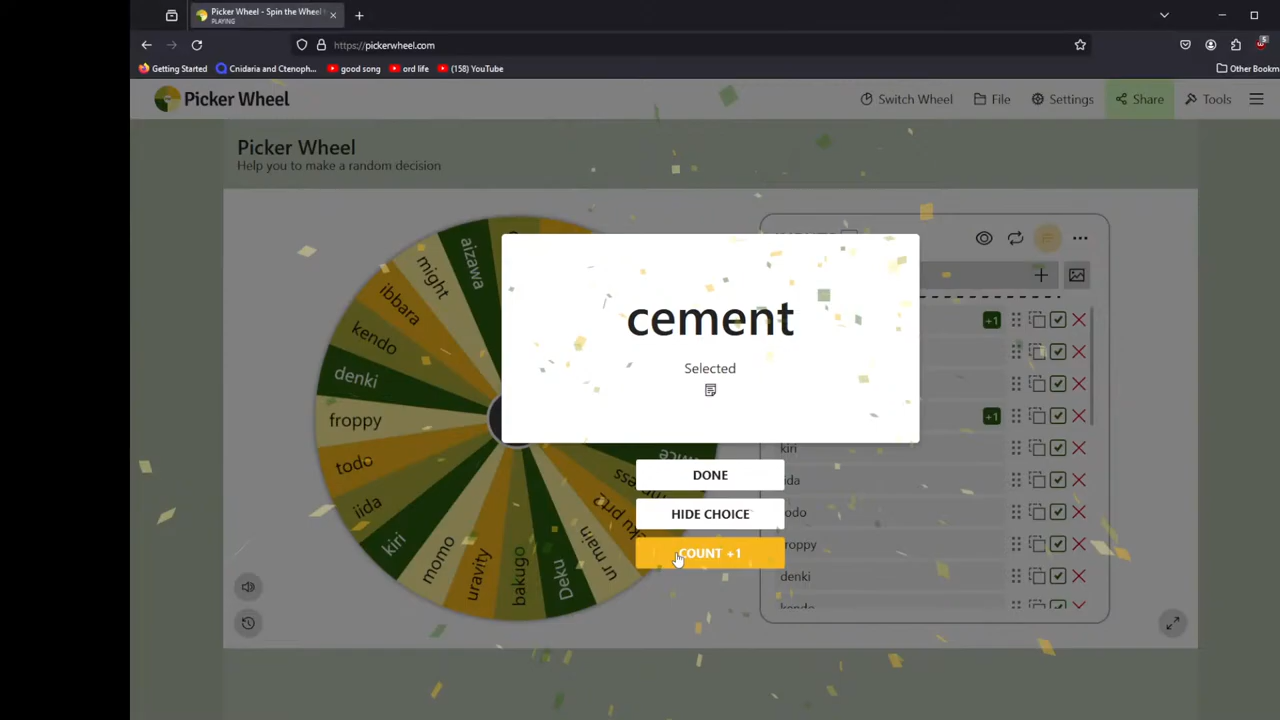 Picker Wheel - Spin the Wheel t
PLAYING
https://pickerwheel.com
5
Getting Started
Cnidaria and Ctenoph...
good song
ord life
(158) YouTube
Other Bookm
Picker Wheel
Switch Wheel
File
Settings
Share
Tools
Picker Wheel
Help you to make a random decision
aizawa
might
ibbara
kendo
denki
froppy
todo
iida
kiri
momo
uravity
bakugo
Deku
ur main
cement
Selected
DONE
HIDE CHOICE
COUNT +1
+1
+1
kiri
iida
todo
froppy
denki
kendo